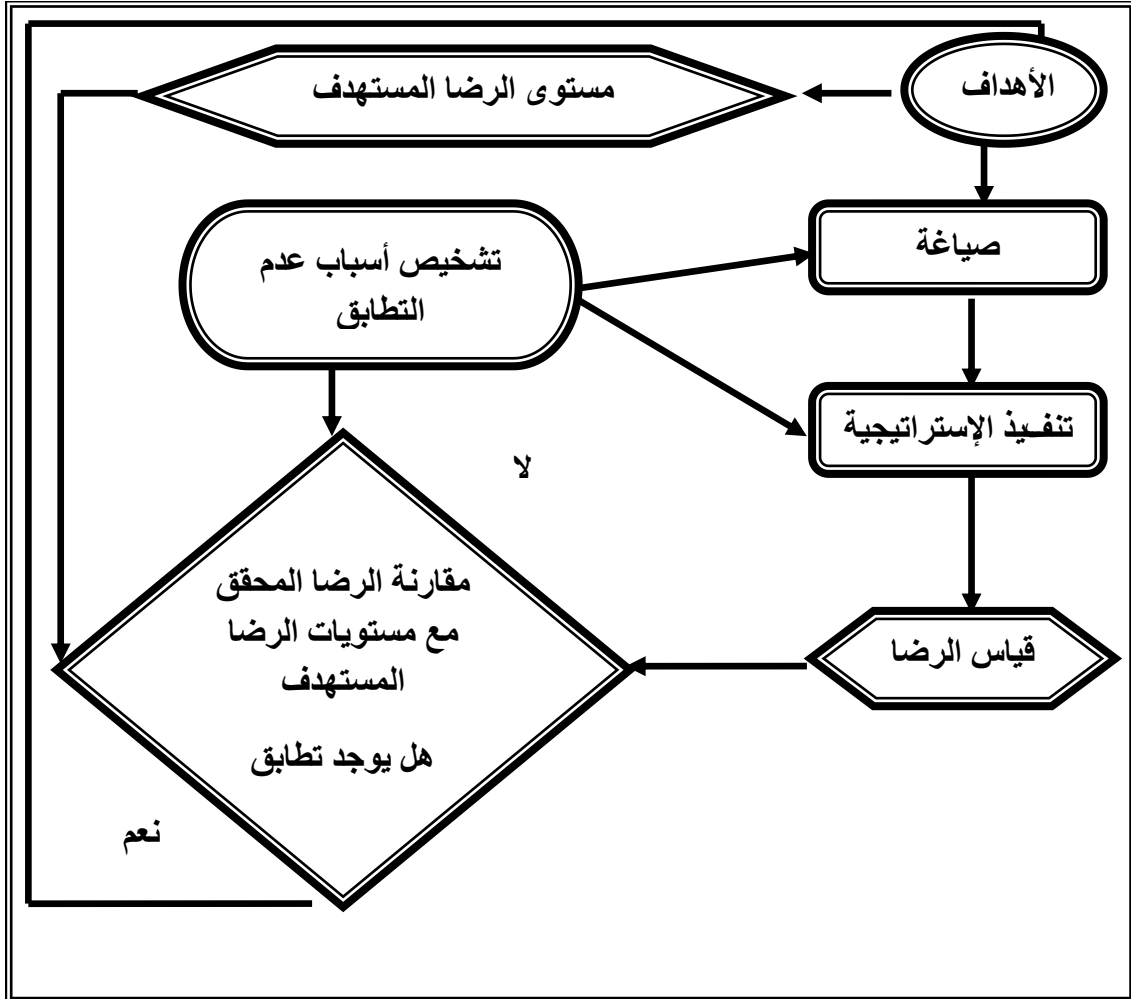 الأهداف
مستوى الرضا المستهدف
صياغة
تشخيص أسباب عدم
التطابق
تنفيذ الإستراتيجية
لا
مقارنة الرضا المحقق
مع مستويات الرضا
المستهدف
هل يوجد تطابق
قياس الرضا
نعم